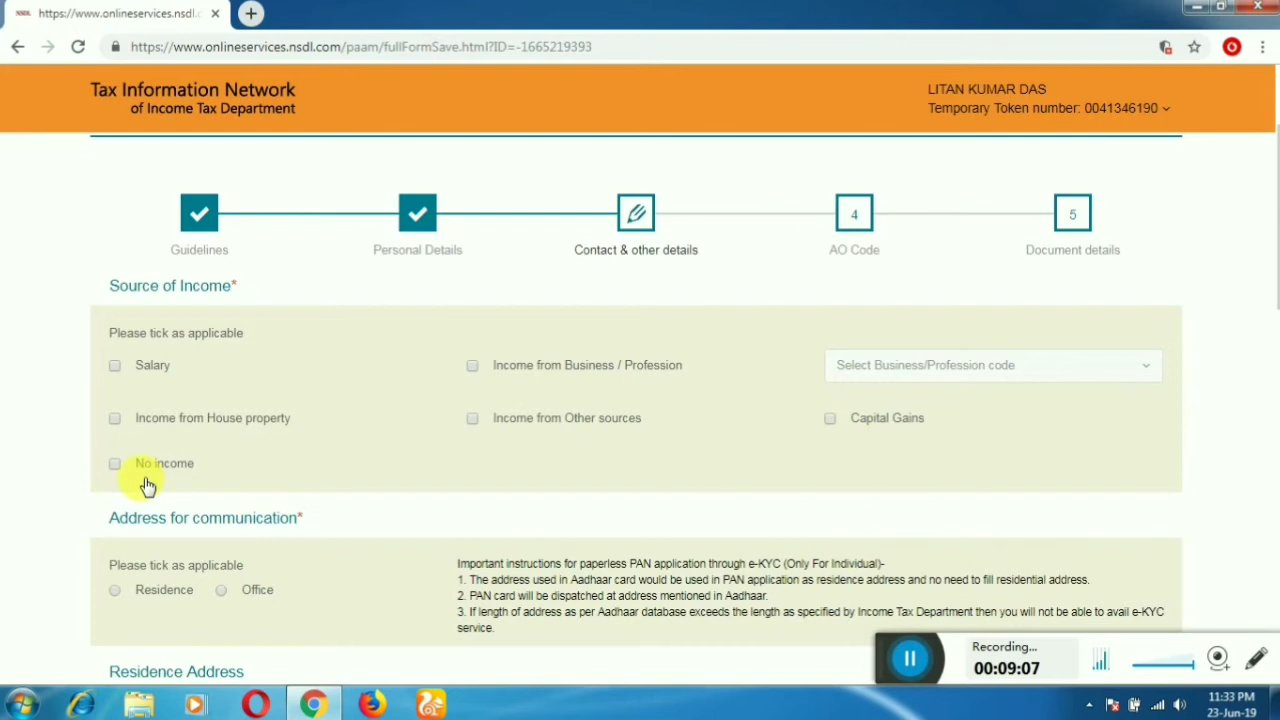 NSDL https://www.onlineservices.nsdl.c
https://www.onlineservices.nsdl.com/paam/fullFormSave.html?ID=-1665219393
Tax Information Network
of Income Tax Department
LITAN KUMAR DAS
Temporary Token number: 0041346190
4
5
Guidelines
Personal Details
Contact & other details
AO Code
Document details
Source of Income*
Please tick as applicable
Salary
Income from Business / Profession
Select Business/Profession code
Income from House property
Income from Other sources
Capital Gains
No income
Address for communication*
Please tick as applicable
Residence
Office
Important instructions for paperless PAN application through e-KYC (Only For Individual)-
1. The address used in Aadhaar card would be used in PAN application as residence address and no need to fill residential address.
2. PAN card will be dispatched at address mentioned in Aadhaar.
3. If length of address as per Aadhaar database exceeds the length as specified by Income Tax Department then you will not be able to avail e-KYC
service.
Residence Address
Recording...
00:09:07
11:33 PM
23-Jun-19